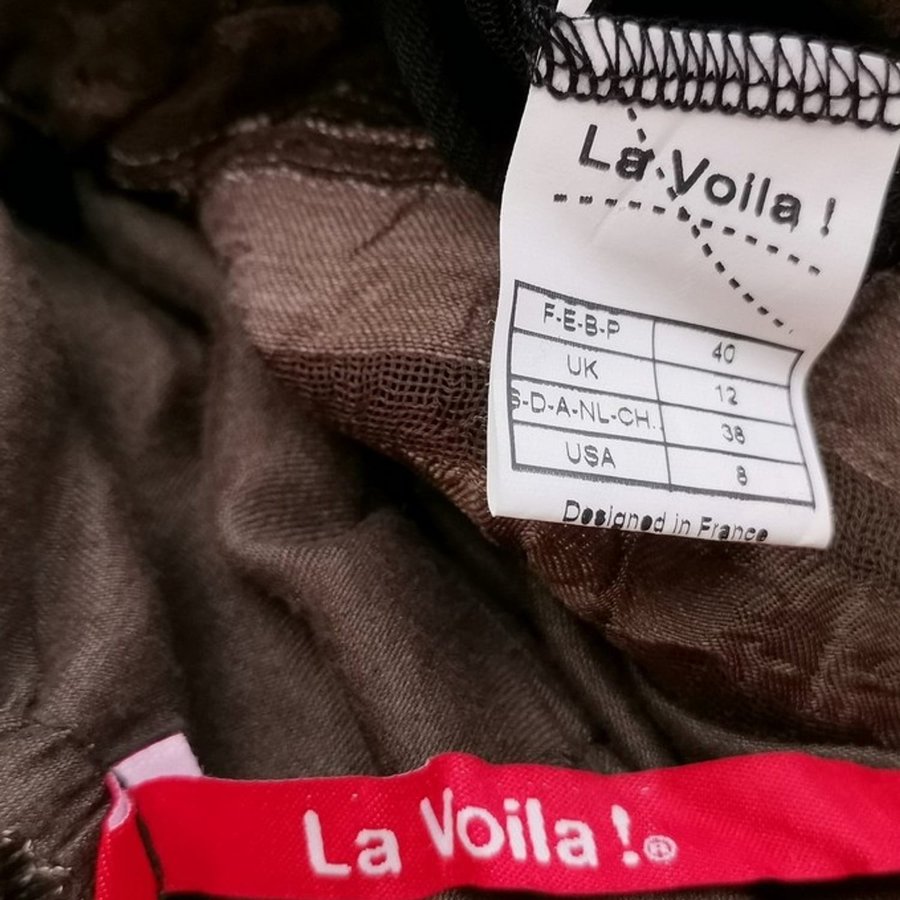 La Voila !
F-E-B-P 40
UK 12
S-D-A-NL-CH. 38
USA 8
Designed in France
La Voila !®